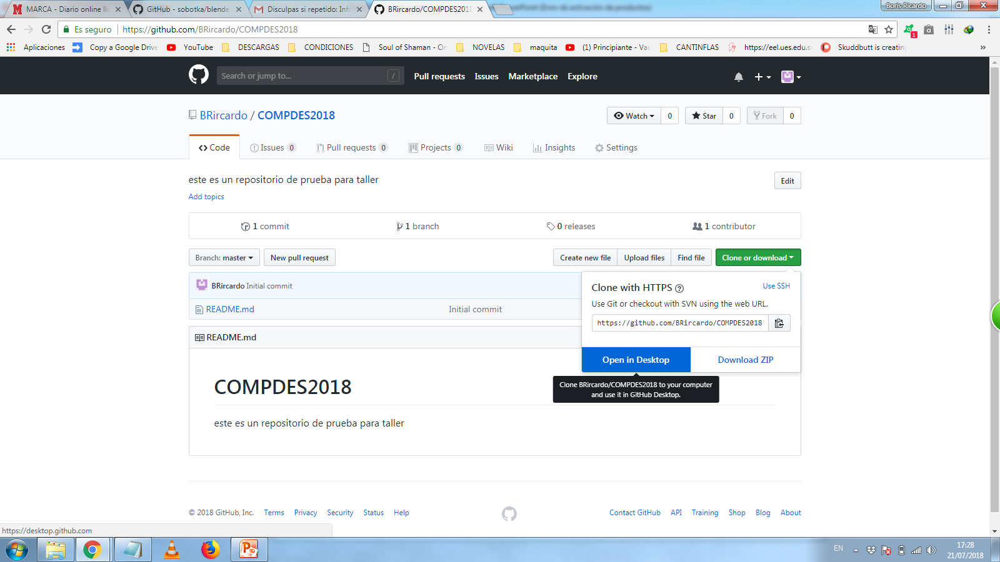 MARCA - Diario online líc
GitHub - sobotka/blende
Disculpas si repetido: Info
BRircardo/COMPDES2018
Boris Ricardo
Es seguro
https://github.com/BRircardo/COMPDES2018
Aplicaciones
Copy a Google Drive
YouTube
DESCARGAS
CONDICIONES
Soul of Shaman - On
NOVELAS
maquita
(1) Principiante - Vau
CANTINFLAS
https://eel.ues.edu.s
Skuddbutt is creating
»
1
Search or jump to...
/
Pull requests
Issues
Marketplace
Explore
BRircardo / COMPDES2018
Watch 0
Star 0
Fork 0
Code
Issues 0
Pull requests 0
Projects 0
Wiki
Insights
Settings
este es un repositorio de prueba para taller
Edit
Add topics
1 commit
1 branch
0 releases
1 contributor
Branch: master
New pull request
Create new file
Upload files
Find file
Clone or download
BRircardo Initial commit
README.md
Initial commit
Clone with HTTPS
Use SSH
Use Git or checkout with SVN using the web URL.
https://github.com/BRircardo/COMPDES2018
Open in Desktop
Download ZIP
Clone BRircardo/COMPDES2018 to your computer
and use it in GitHub Desktop.
README.md
COMPDES2018
este es un repositorio de prueba para taller
© 2018 GitHub, Inc.
Terms
Privacy
Security
Status
Help
Contact GitHub
API
Training
Shop
Blog
About
https://desktop.github.com
EN
17:28
21/07/2018